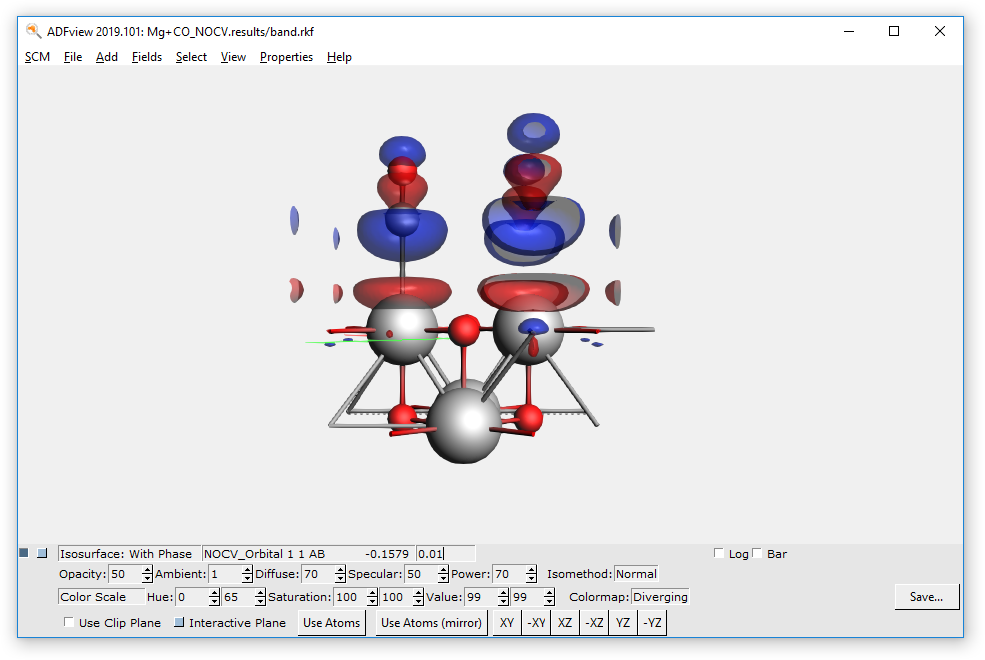 ADFview 2019.101: Mg+CO_NOCV.results/band.rkf
SCM File Add Fields Select View Properties Help
Isosurface: With Phase NOCV_Orbital 1 1 AB -0.1579 0.01 Log Bar
Opacity: 50 Ambient: 1 Diffuse: 70 Specular: 50 Power: 70 Isomethod: Normal
Color Scale Hue: 0 65 Saturation: 100 100 Value: 99 99 Colormap: Diverging Save...
Use Clip Plane Interactive Plane Use Atoms Use Atoms (mirror) XY -XY XZ -XZ YZ -YZ